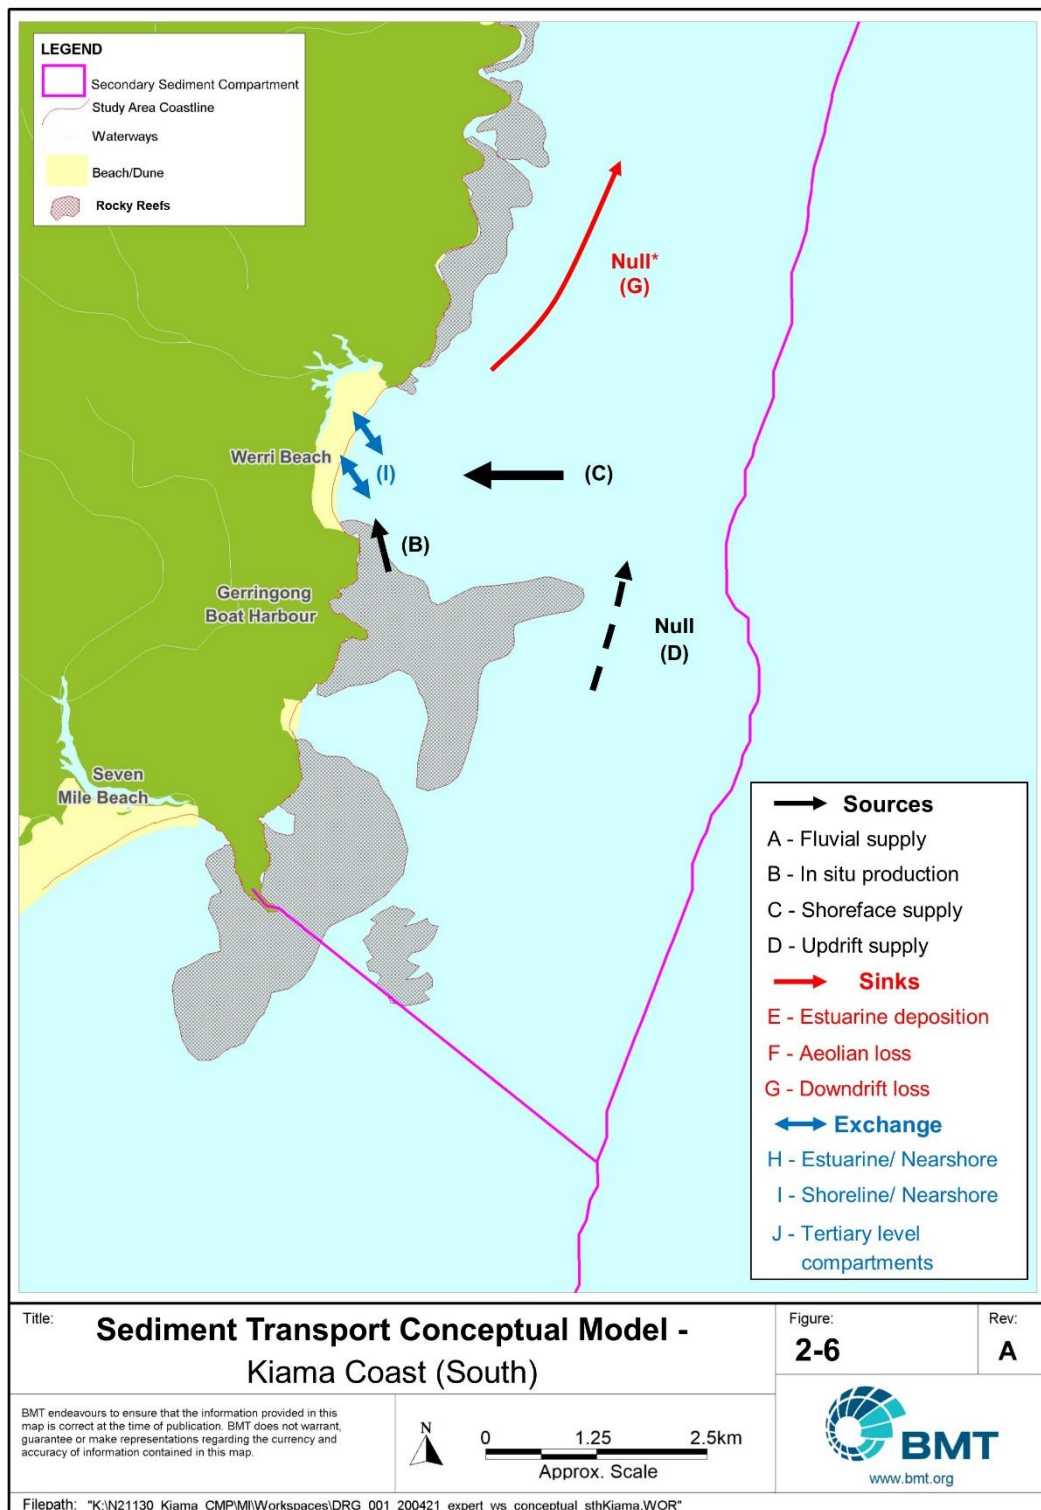 LEGEND
Secondary Sediment Compartment
Study Area Coastline
Waterways
Beach/Dune
Rocky Reefs
Null*
(G)
Werri Beach
(I)
(C)
(B)
Gerringong
Boat Harbour
Null
(D)
Seven
Mile Beach
Sources
A - Fluvial supply
B - In situ production
C - Shoreface supply
D - Updrift supply
Sinks
E - Estuarine deposition
F - Aeolian loss
G - Downdrift loss
Exchange
H - Estuarine/ Nearshore
I - Shoreline/ Nearshore
J - Tertiary level
compartments
Title:
Sediment Transport Conceptual Model -
Kiama Coast (South)
Figure:
2-6
Rev:
A
BMT endeavours to ensure that the information provided in this
map is correct at the time of publication. BMT does not warrant,
guarantee or make representations regarding the currency and
accuracy of information contained in this map.
N
0 1.25 2.5km
Approx. Scale
BMT
www.bmt.org
Filepath: "K:\N21130_Kiama_CMP\MI\Workspaces\DRG_001_200421_expert_ws_conceptual_sthKiama.WOR"